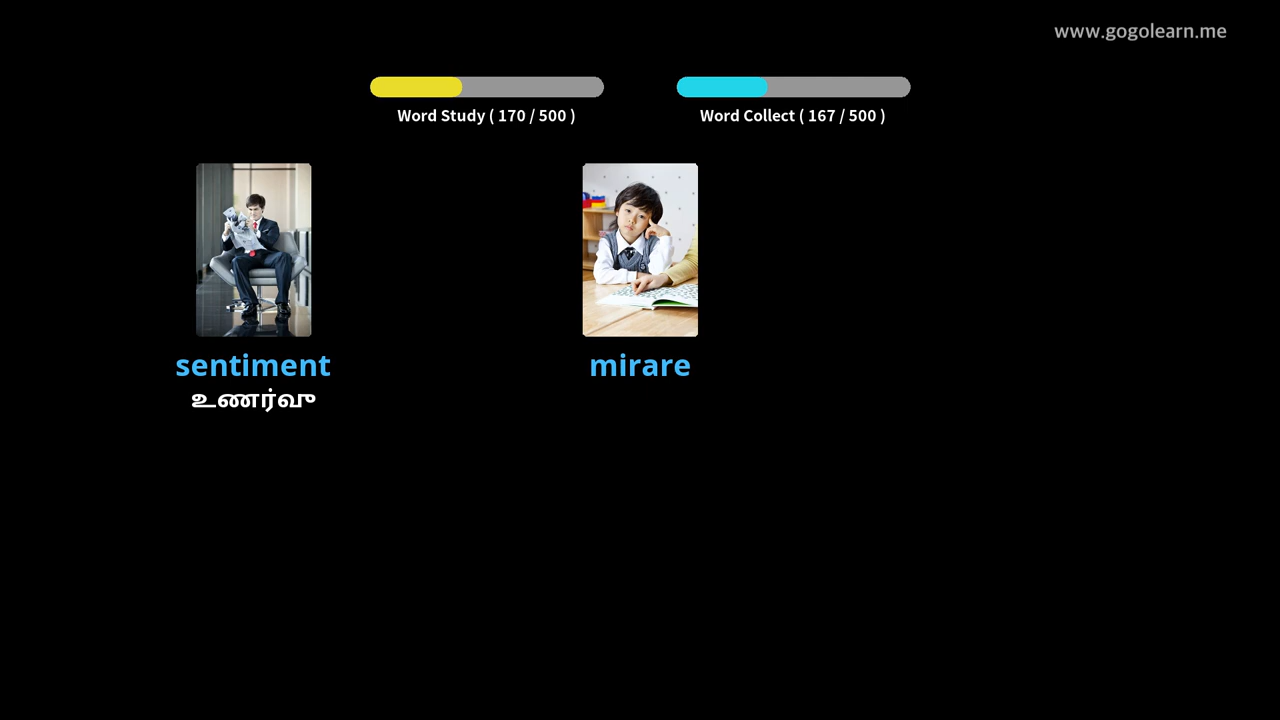 www.gogolearn.me
Word Study ( 170 / 500 )
Word Collect ( 167 / 500 )
sentiment
mirare
உணர்வு